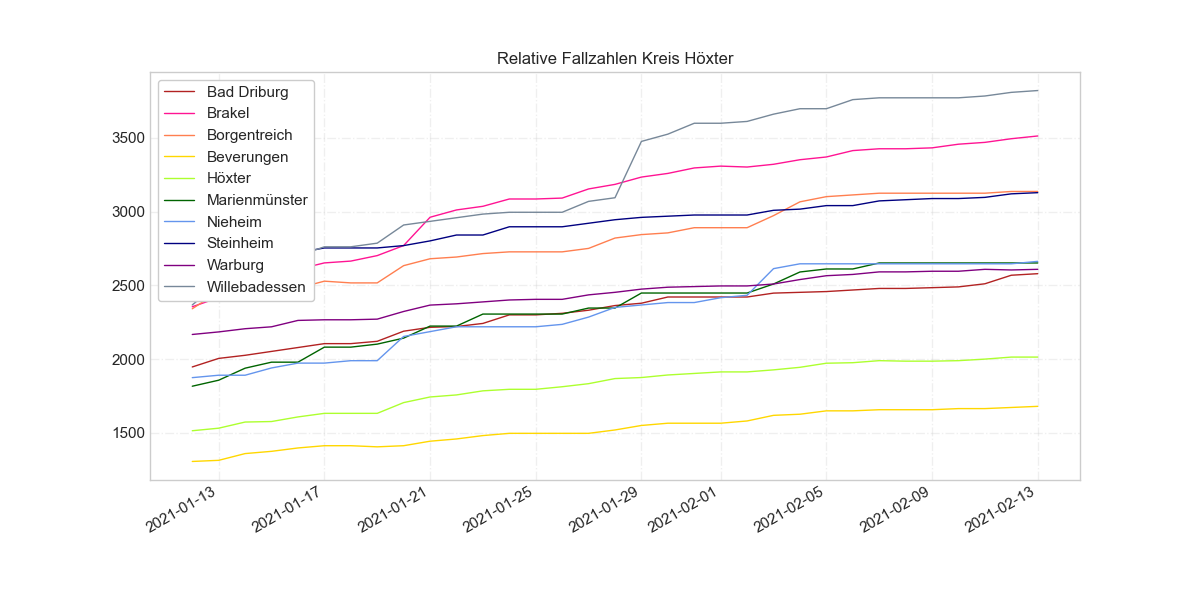 Relative Fallzahlen Kreis Höxter
Bad Driburg
Brakel
Borgentreich
Beverungen
Höxter
Marienmünster
Nieheim
Steinheim
Warburg
Willebadessen
3500
3000
2500
2000
1500
2021-01-13
2021-01-17
2021-01-21
2021-01-25
2021-01-29
2021-02-01
2021-02-05
2021-02-09
2021-02-13